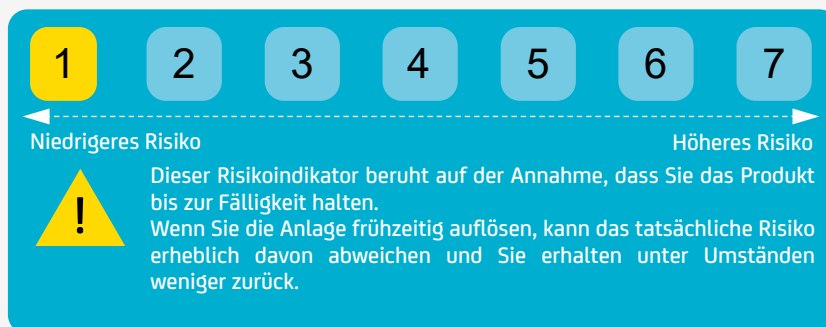 1 2 3 4 5 6 7
Niedrigeres Risiko Höheres Risiko
Dieser Risikoindikator beruht auf der Annahme, dass Sie das Produkt
bis zur Fälligkeit halten.
! Wenn Sie die Anlage frühzeitig auflösen, kann das tatsächliche Risiko
erheblich davon abweichen und Sie erhalten unter Umständen
weniger zurück.